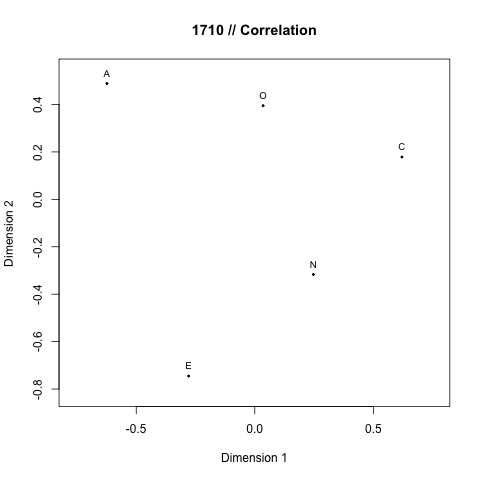 1710 // Correlation
A
O
C
N
E
0.4
0.2
0.0
-0.2
-0.4
-0.6
-0.8
Dimension 2
-0.5
0.0
0.5
Dimension 1